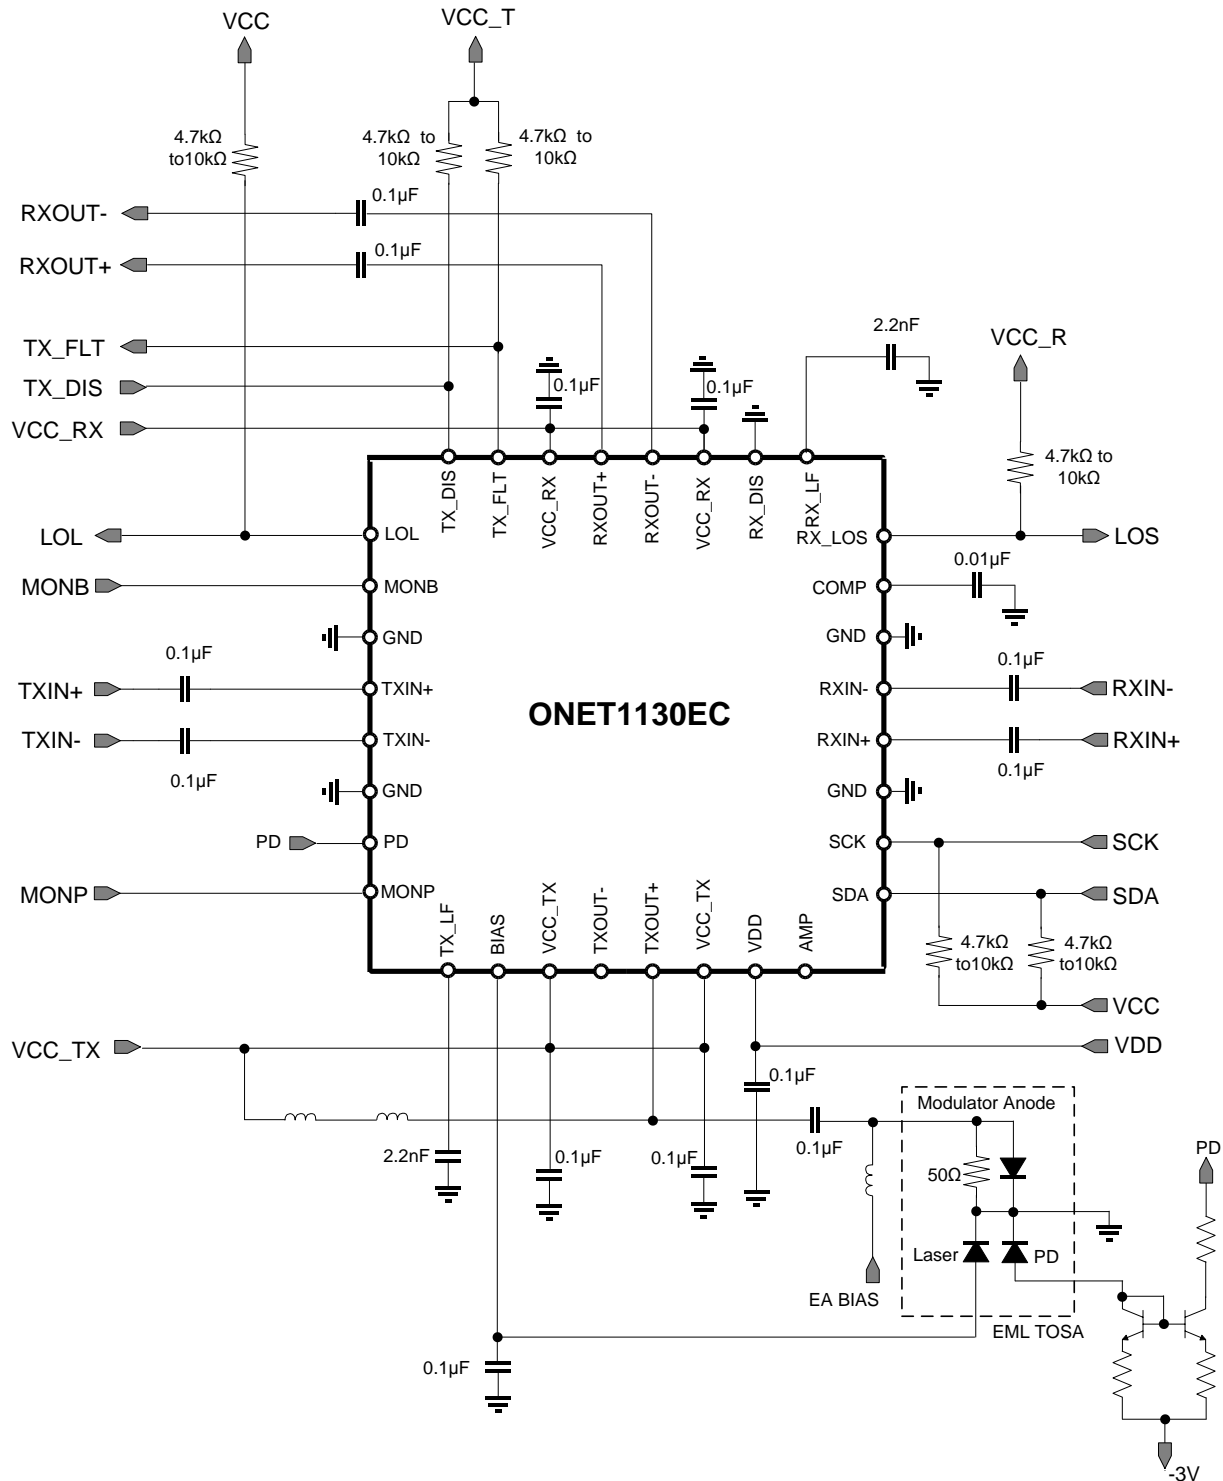 VCC
VCC_T
4.7kΩ
to10kΩ
4.7kΩ to
10kΩ
4.7kΩ to
10kΩ
RXOUT-
0.1µF
RXOUT+
0.1µF
TX_FLT
TX_DIS
VCC_RX
0.1µF
0.1µF
2.2nF
VCC_R
4.7kΩ to
10kΩ
TX_DIS
TX_FLT
VCC_RX
RXOUT+
RXOUT-
VCC_RX
RX_DIS
RX_LF
LOL
LOL
RX_LOS
LOS
MONB
MONB
COMP
0.01µF
GND
GND
TXIN+
0.1µF
TXIN+
RXIN-
0.1µF
RXIN-
ONET1130EC
TXIN-
0.1µF
TXIN-
RXIN+
0.1µF
RXIN+
GND
GND
PD
PD
SCK
SCK
MONP
MONP
SDA
SDA
TX_LF
BIAS
VCC_TX
TXOUT-
TXOUT+
VCC_TX
VDD
AMP
4.7kΩ
to10kΩ
4.7kΩ
to10kΩ
VCC
VCC_TX
VDD
0.1µF
Modulator Anode
0.1µF
2.2nF
0.1µF
0.1µF
50Ω
PD
Laser
PD
EA BIAS
EML TOSA
0.1µF
-3V